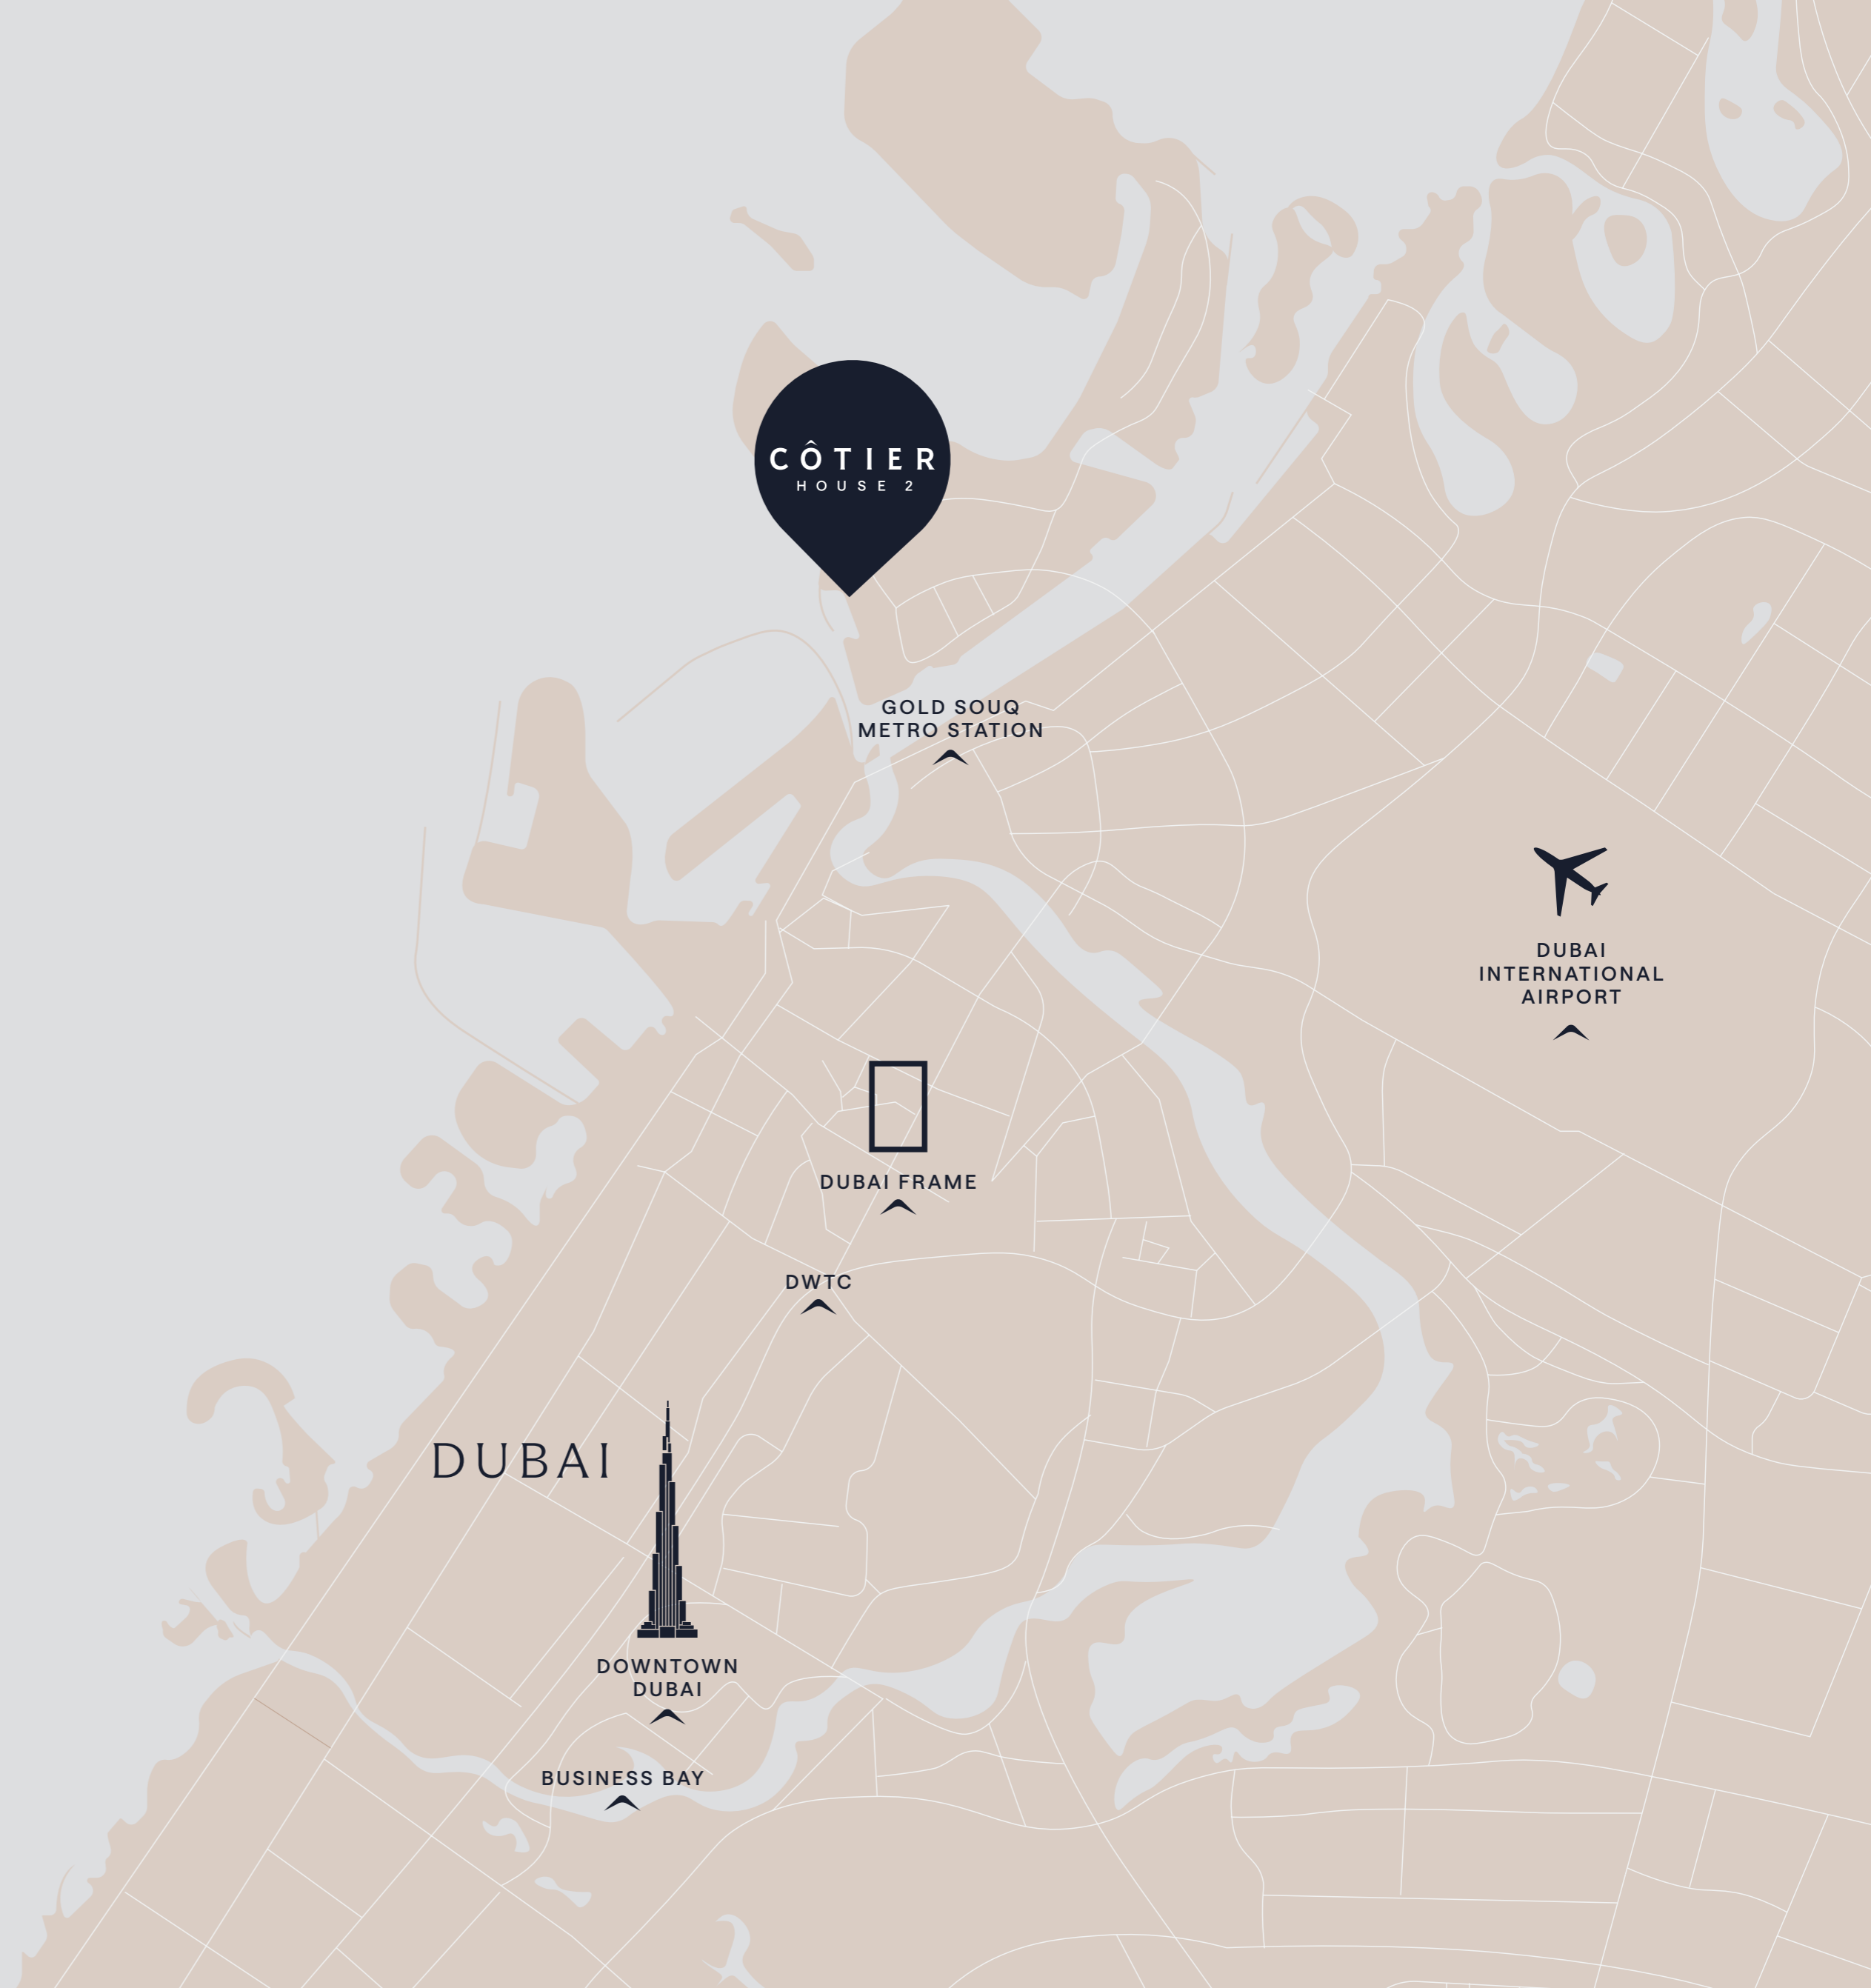 CÔTIER
HOUSE 2
GOLD SOUQ
METRO STATION
DUBAI
INTERNATIONAL
AIRPORT
DUBAI FRAME
DWTC
DUBAI
DOWNTOWN
DUBAI
BUSINESS BAY